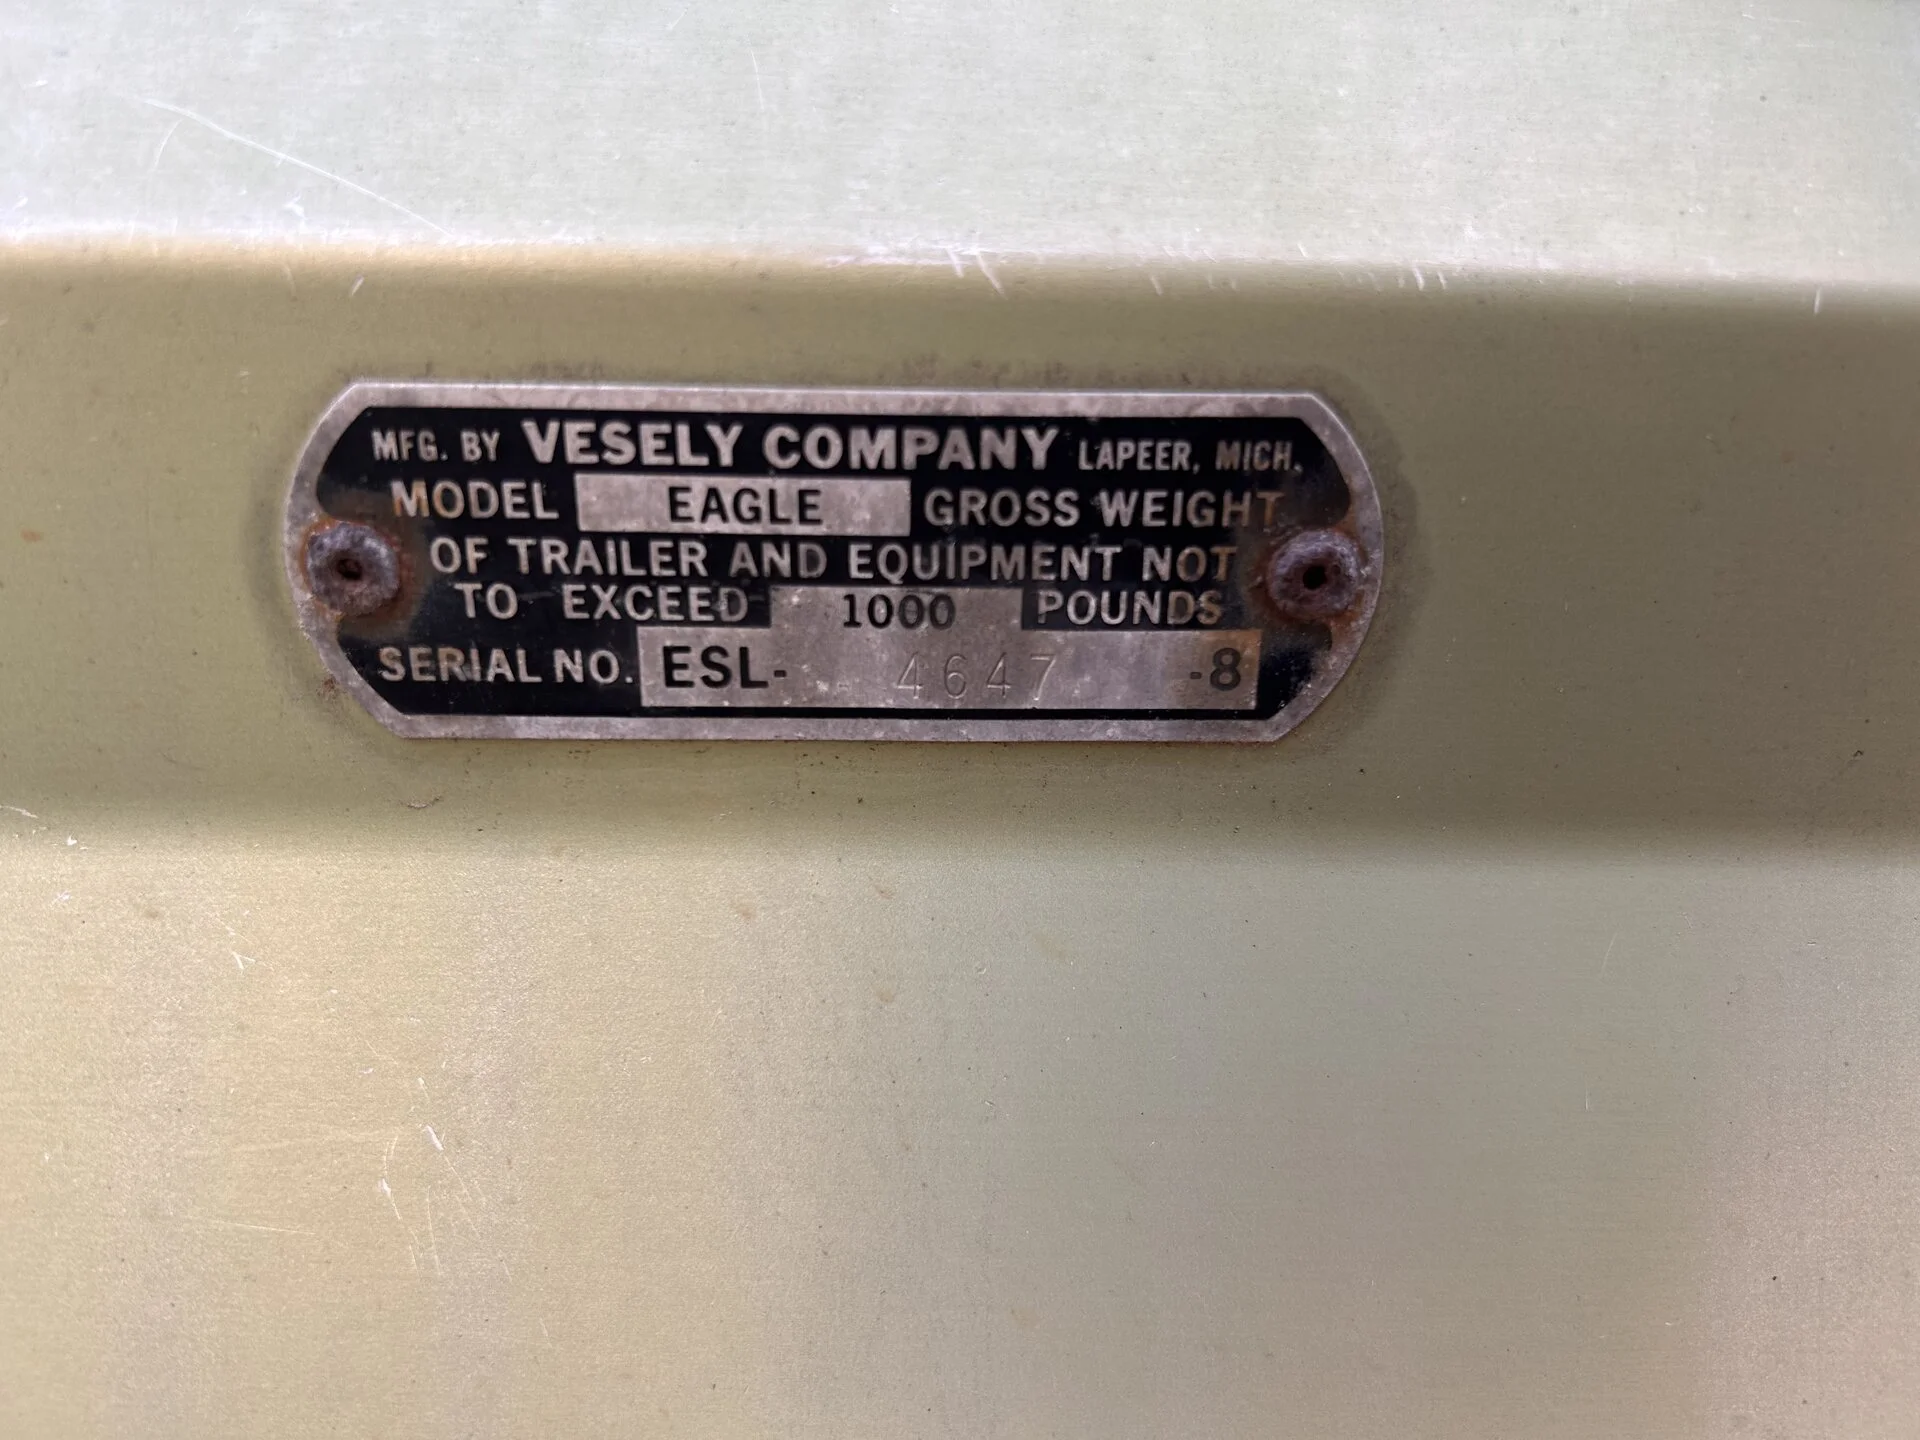 MFG. BY VESELY COMPANY LAPEER, MICH.
MODEL EAGLE GROSS WEIGHT
OF TRAILER AND EQUIPMENT NOT
TO EXCEED 1000 POUNDS
SERIAL NO. ESL- 4647 -8